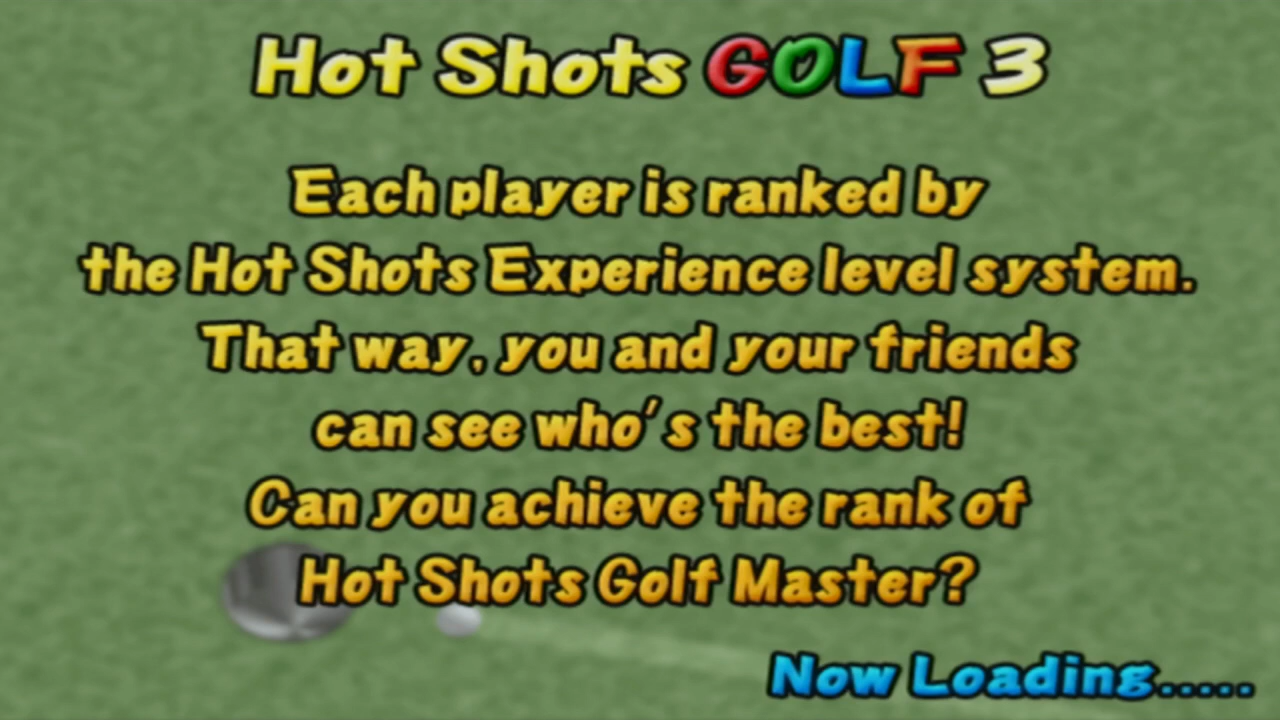 Hot Shots GOLF 3
Each player is ranked by
the Hot Shots Experience level system.
That way, you and your friends
can see who's the best!
Can you achieve the rank of
Hot Shots Golf Master?
Now Loading.....